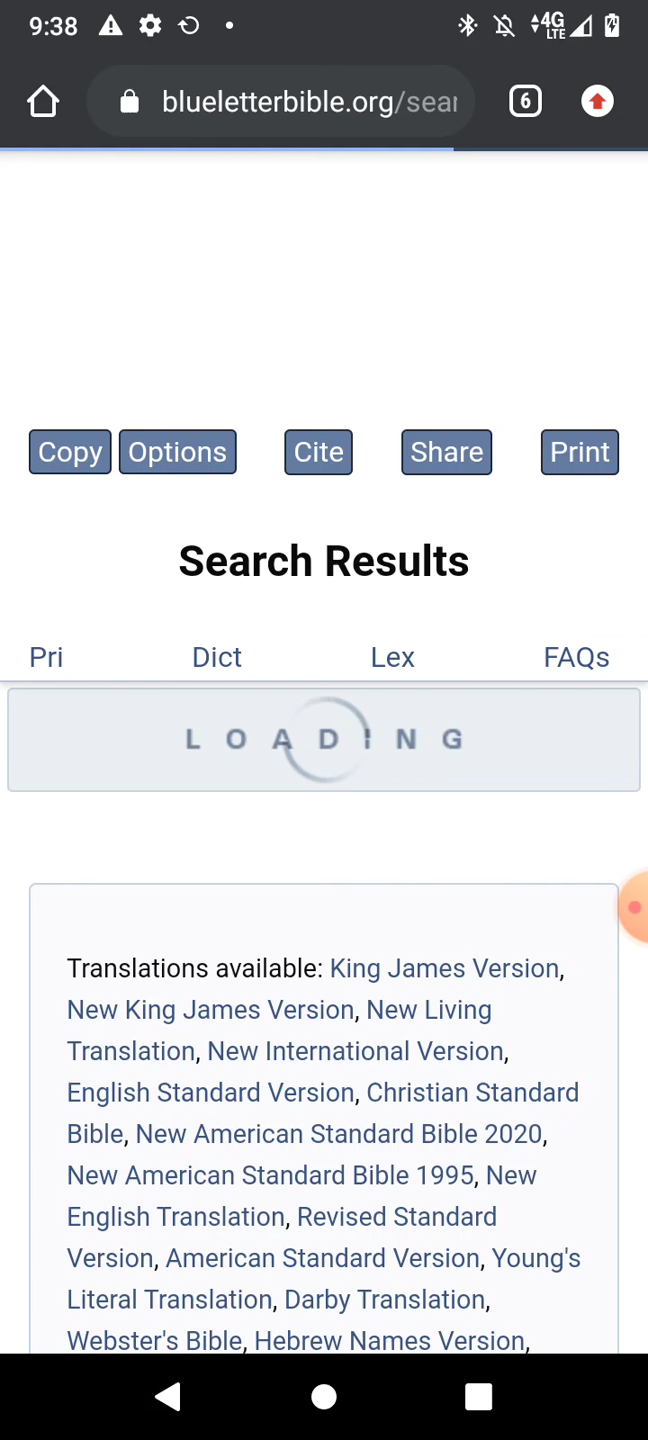 9:38
4G
LTE
blueletterbible.org/sear
6
Copy Options Cite Share Print
Search Results
Pri Dict Lex FAQs
LOADING
Translations available: King James Version,
New King James Version, New Living
Translation, New International Version,
English Standard Version, Christian Standard
Bible, New American Standard Bible 2020,
New American Standard Bible 1995, New
English Translation, Revised Standard
Version, American Standard Version, Young's
Literal Translation, Darby Translation,
Webster's Bible, Hebrew Names Version,